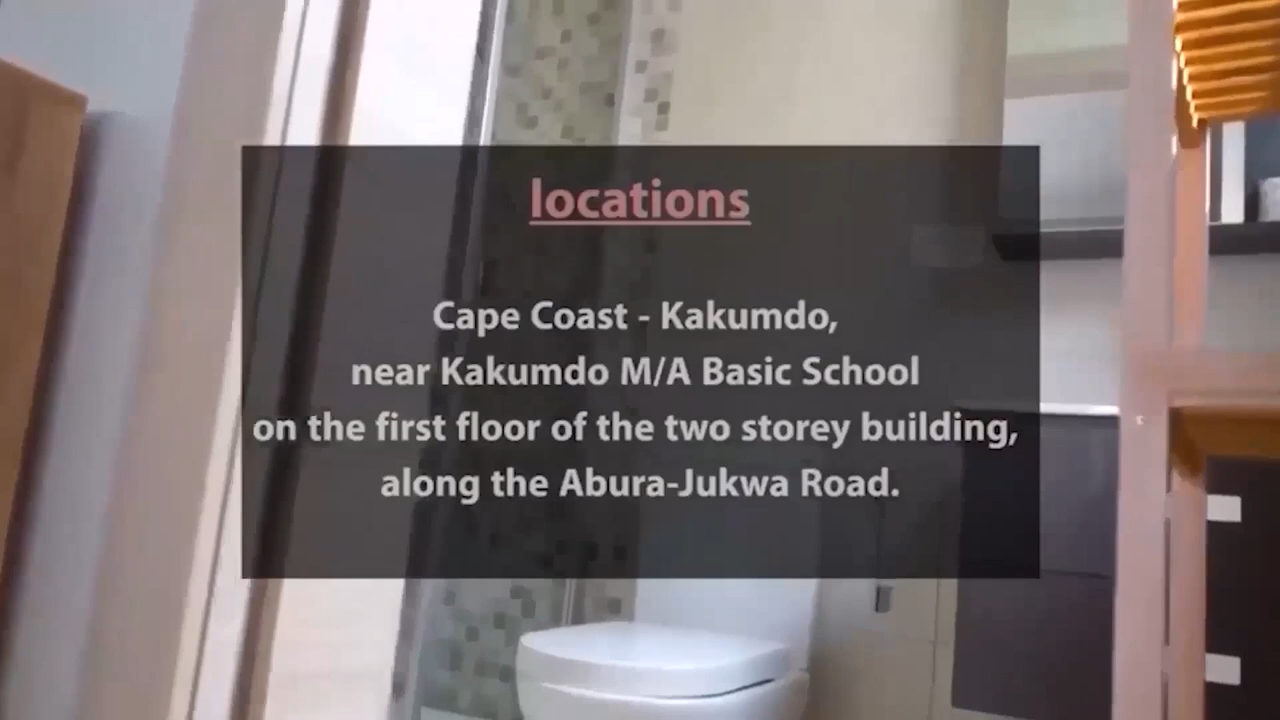 locations
Cape Coast - Kakumdo,
near Kakumdo M/A Basic School
on the first floor of the two storey building,
along the Abura-Jukwa Road.